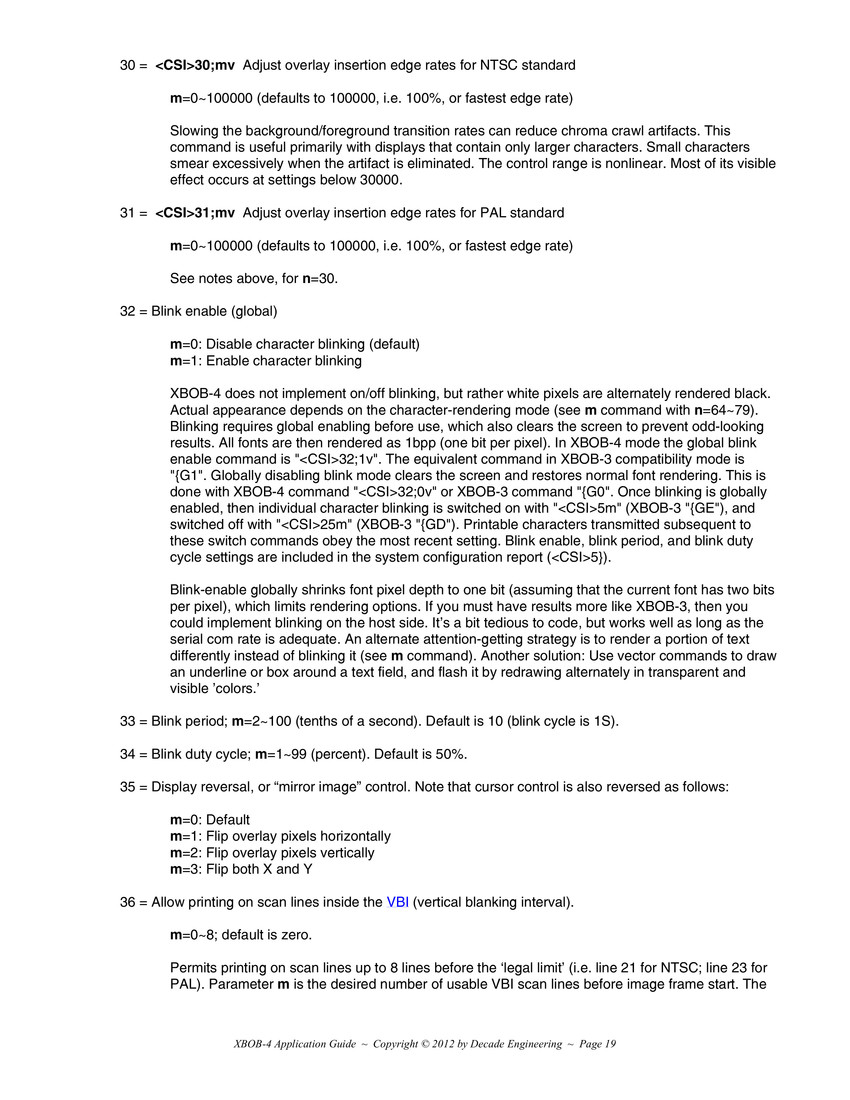 30 =  <CSI>30;mv  Adjust overlay insertion edge rates for NTSC standard
m=0~100000 (defaults to 100000, i.e. 100%, or fastest edge rate)
Slowing the background/foreground transition rates can reduce chroma crawl artifacts. This
command is useful primarily with displays that contain only larger characters. Small characters
smear excessively when the artifact is eliminated. The control range is nonlinear. Most of its visible
effect occurs at settings below 30000.
31 =  <CSI>31;mv  Adjust overlay insertion edge rates for PAL standard
m=0~100000 (defaults to 100000, i.e. 100%, or fastest edge rate)
See notes above, for n=30.
32 = Blink enable (global)
m=0: Disable character blinking (default)
m=1: Enable character blinking
XBOB-4 does not implement on/off blinking, but rather white pixels are alternately rendered black.
Actual appearance depends on the character-rendering mode (see m command with n=64~79).
Blinking requires global enabling before use, which also clears the screen to prevent odd-looking
results. All fonts are then rendered as 1bpp (one bit per pixel). In XBOB-4 mode the global blink
enable command is "<CSI>32;1v". The equivalent command in XBOB-3 compatibility mode is
"{G1". Globally disabling blink mode clears the screen and restores normal font rendering. This is
done with XBOB-4 command "<CSI>32;0v" or XBOB-3 command "{G0". Once blinking is globally
enabled, then individual character blinking is switched on with "<CSI>5m" (XBOB-3 "{GE"), and
switched off with "<CSI>25m" (XBOB-3 "{GD"). Printable characters transmitted subsequent to
these switch commands obey the most recent setting. Blink enable, blink period, and blink duty
cycle settings are included in the system configuration report (<CSI>5}).
Blink-enable globally shrinks font pixel depth to one bit (assuming that the current font has two bits
per pixel), which limits rendering options. If you must have results more like XBOB-3, then you
could implement blinking on the host side. It’s a bit tedious to code, but works well as long as the
serial com rate is adequate. An alternate attention-getting strategy is to render a portion of text
differently instead of blinking it (see m command). Another solution: Use vector commands to draw
an underline or box around a text field, and flash it by redrawing alternately in transparent and
visible ’colors.’
33 = Blink period; m=2~100 (tenths of a second). Default is 10 (blink cycle is 1S).
34 = Blink duty cycle; m=1~99 (percent). Default is 50%.
35 = Display reversal, or “mirror image” control. Note that cursor control is also reversed as follows:
m=0: Default
m=1: Flip overlay pixels horizontally
m=2: Flip overlay pixels vertically
m=3: Flip both X and Y
36 = Allow printing on scan lines inside the VBI (vertical blanking interval).
m=0~8; default is zero.
Permits printing on scan lines up to 8 lines before the ‘legal limit’ (i.e. line 21 for NTSC; line 23 for
PAL). Parameter m is the desired number of usable VBI scan lines before image frame start. The
XBOB-4 Application Guide  ~  Copyright © 2012 by Decade Engineering  ~  Page 19